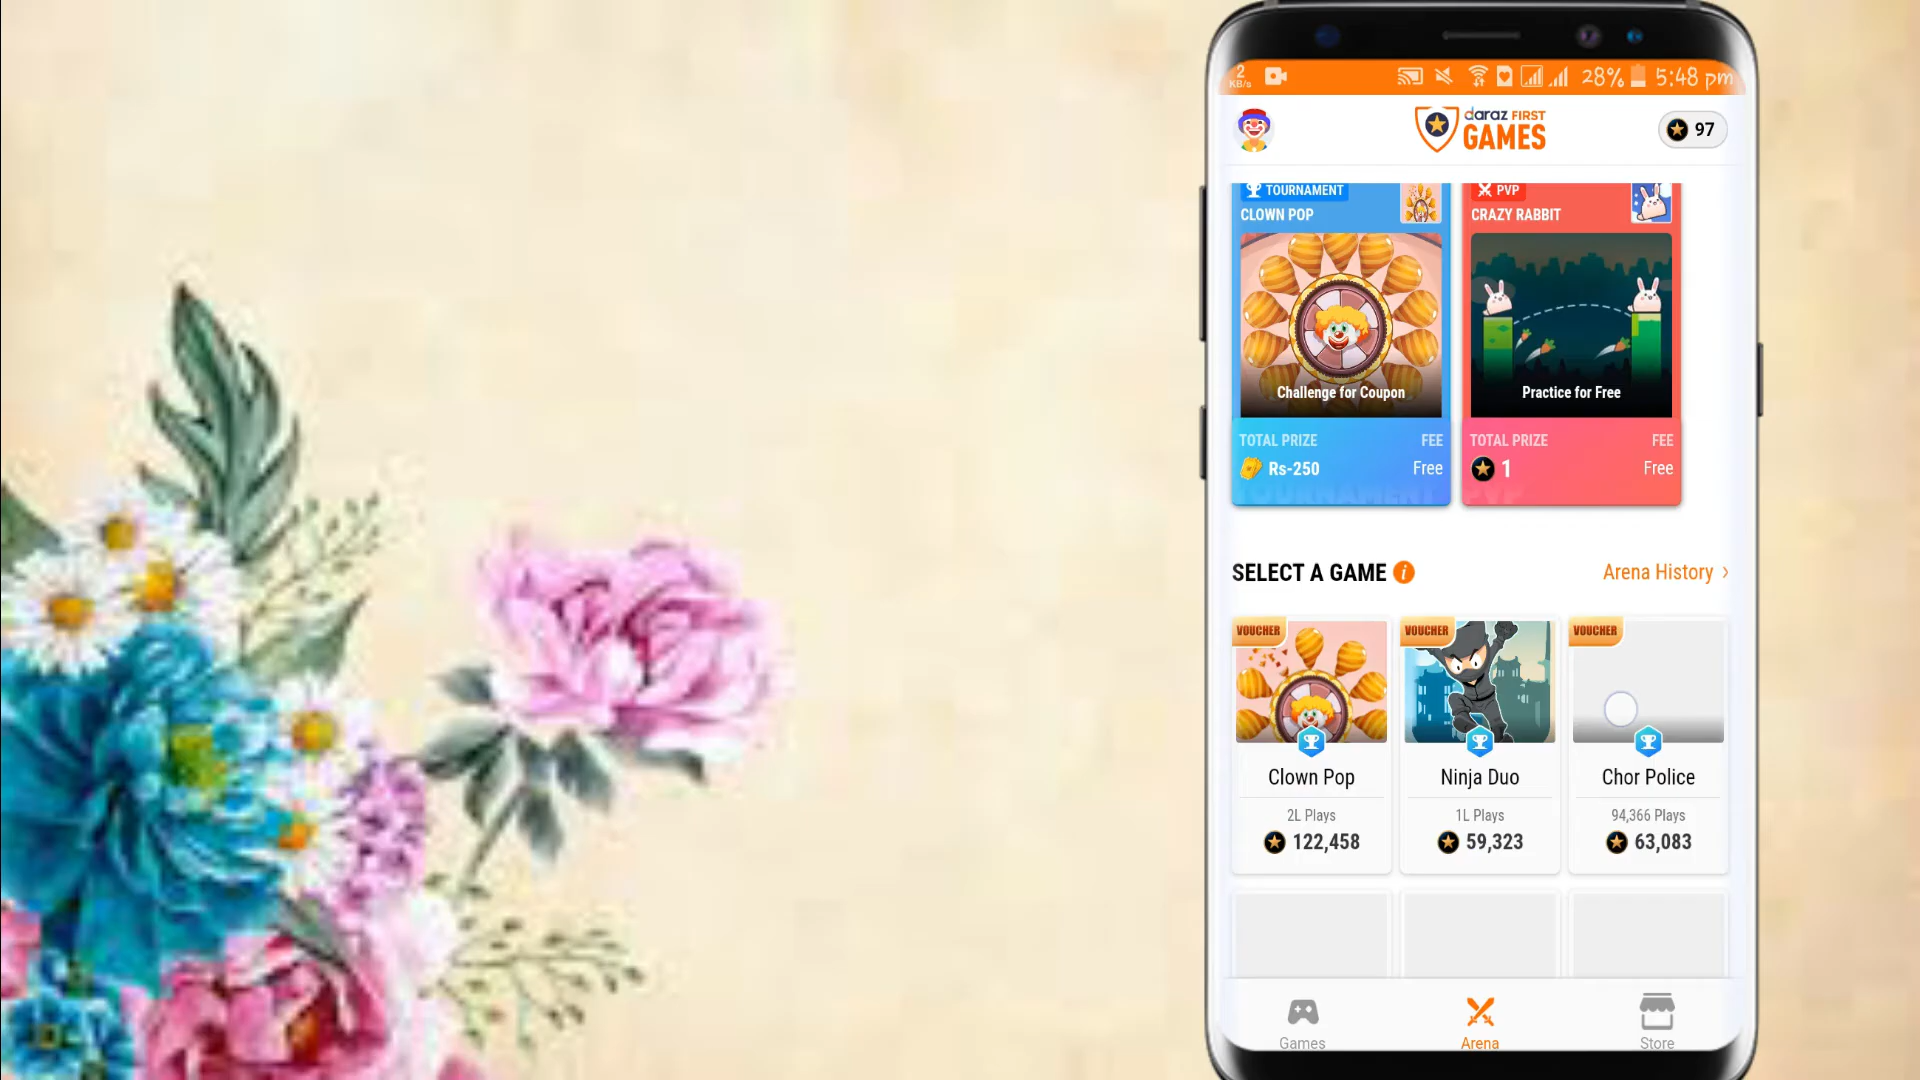 2
KB/s
28% 5:48 pm
daraz FIRST
GAMES
97
TOURNAMENT
CLOWN POP
PVP
CRAZY RABBIT
Challenge for Coupon
Practice for Free
TOTAL PRIZE FEE
Rs-250 Free
TOURNAMENT
TOTAL PRIZE FEE
1 Free
PVP
SELECT A GAME i
Arena History >
VOUCHER
VOUCHER
VOUCHER
Clown Pop
Ninja Duo
Chor Police
2L Plays
1L Plays
94,366 Plays
122,458
59,323
63,083
Games
Arena
Store